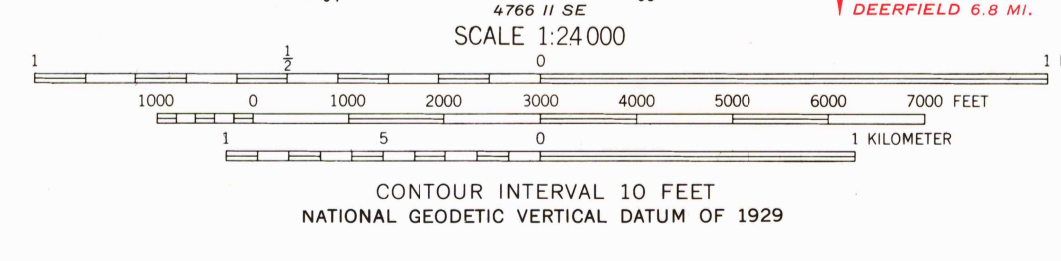 4766 II SE
DEERFIELD 6.8 MI.
SCALE 1:24 000
1 1/2 0 1
1000 0 1000 2000 3000 4000 5000 6000 7000 FEET
1 5 0 1 KILOMETER
CONTOUR INTERVAL 10 FEET
NATIONAL GEODETIC VERTICAL DATUM OF 1929